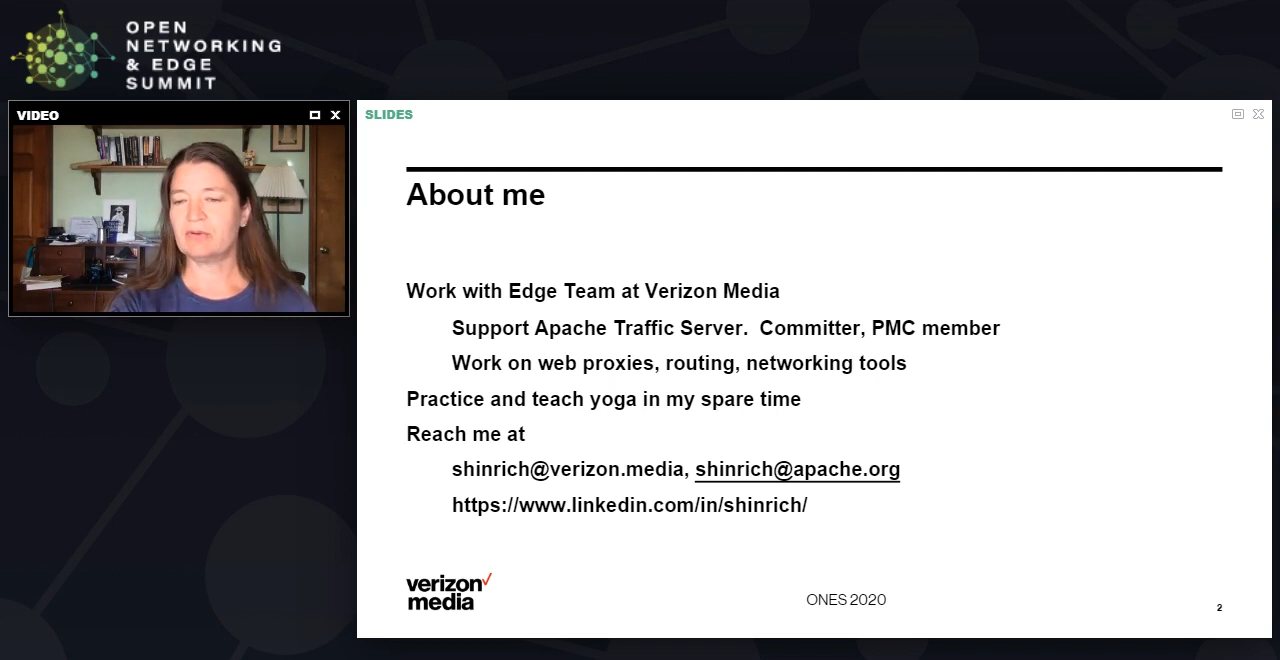 OPEN
NETWORKING
& EDGE
SUMMIT
VIDEO
SLIDES
About me
Work with Edge Team at Verizon Media
Support Apache Traffic Server.  Committer, PMC member
Work on web proxies, routing, networking tools
Practice and teach yoga in my spare time
Reach me at
shinrich@verizon.media, shinrich@apache.org
https://www.linkedin.com/in/shinrich/
verizon✓
media
ONES 2020
2